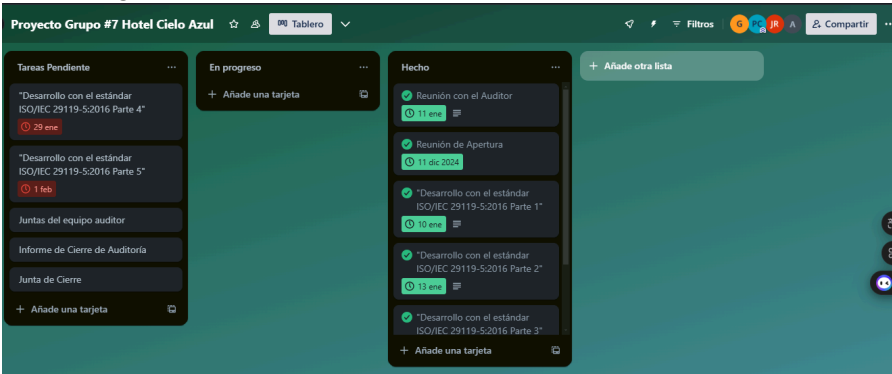 Proyecto Grupo #7 Hotel Cielo Azul
Tablero
Filtros
G
PC
JR
A
Compartir
Tareas Pendiente
"Desarrollo con el estándar
ISO/IEC 29119-5:2016 Parte 4"
29 ene
"Desarrollo con el estándar
ISO/IEC 29119-5:2016 Parte 5"
1 feb
Juntas del equipo auditor
Informe de Cierre de Auditoría
Junta de Cierre
+ Añade una tarjeta
En progreso
+ Añade una tarjeta
Hecho
Reunión con el Auditor
11 ene
Reunión de Apertura
11 dic 2024
"Desarrollo con el estándar
ISO/IEC 29119-5:2016 Parte 1"
10 ene
"Desarrollo con el estándar
ISO/IEC 29119-5:2016 Parte 2"
13 ene
"Desarrollo con el estándar
ISO/IEC 29119-5:2016 Parte 3"
+ Añade una tarjeta
+ Añade otra lista